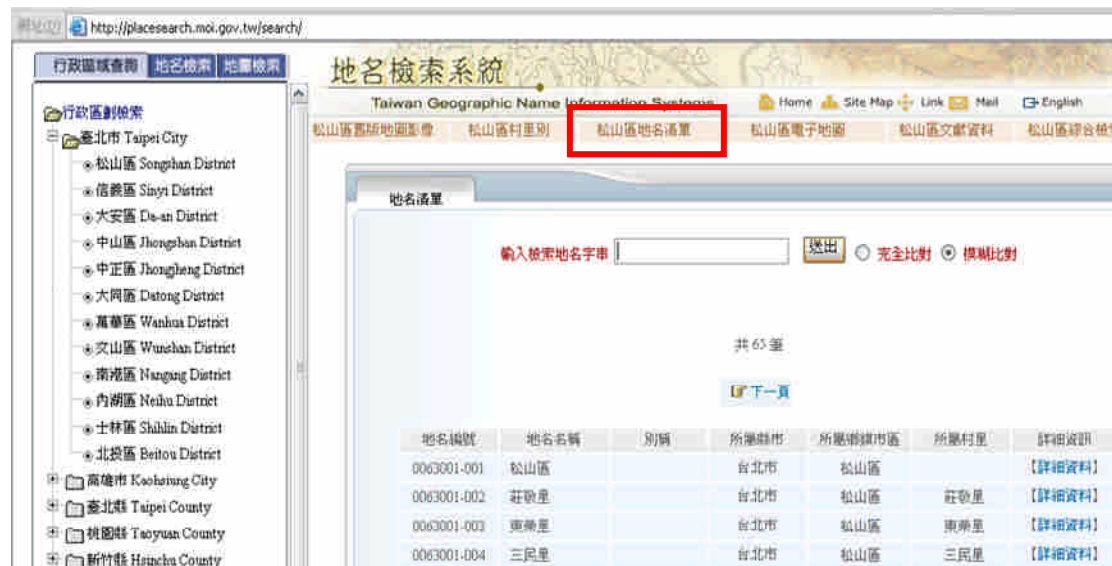 http://placesearch.moi.gov.tw/search/
行政區域查詢 地名檢索 地圖檢索
地名檢索系統
Taiwan Geographic Name Information Systems
Home Site Map Link Mail English
松山區舊版地圖影像 松山區村里別 松山區地名清單 松山區電子地圖 松山區文獻資料 松山區綜合檢
行政區劃檢索
臺北市 Taipei City
松山區 Songshan District
信義區 Sinyi District
大安區 Da-an District
中山區 Jhongshan District
中正區 Jhongjheng District
大同區 Datong District
萬華區 Wanhua District
文山區 Wunshan District
南港區 Nangang District
內湖區 Neihu District
士林區 Shihlin District
北投區 Beitou District
高雄市 Kaohsiung City
臺北縣 Taipei County
桃園縣 Taoyuan County
新竹縣 Hsinchu County
地名清單
輸入檢索地名字串 送出 完全比對 模糊比對
共 65 筆
下一頁
地名編號 地名名稱 別稱 所屬縣市 所屬鄉鎮市區 所屬村里 詳細資訊
0063001-001 松山區 台北市 松山區 【詳細資料】
0063001-002 莊敬里 台北市 松山區 莊敬里 【詳細資料】
0063001-003 東榮里 台北市 松山區 東榮里 【詳細資料】
0063001-004 三民里 台北市 松山區 三民里 【詳細資料】